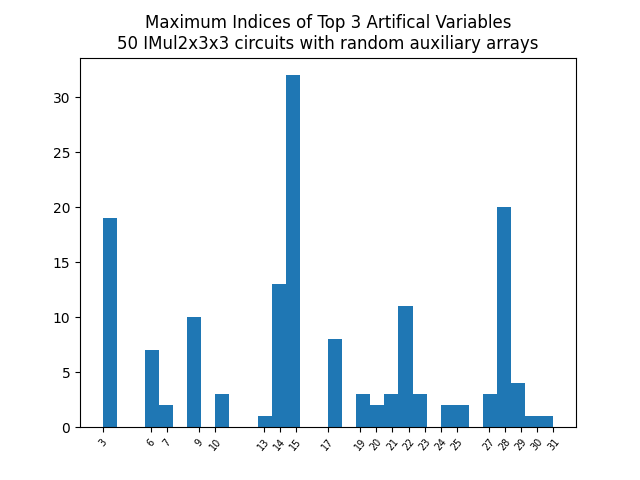 Maximum Indices of Top 3 Artifical Variables
50 IMul2x3x3 circuits with random auxiliary arrays
30
25
20
15
10
5
0
3 6 7 9 10 13 14 15 17 19 20 21 22 23 24 25 27 28 29 30 31